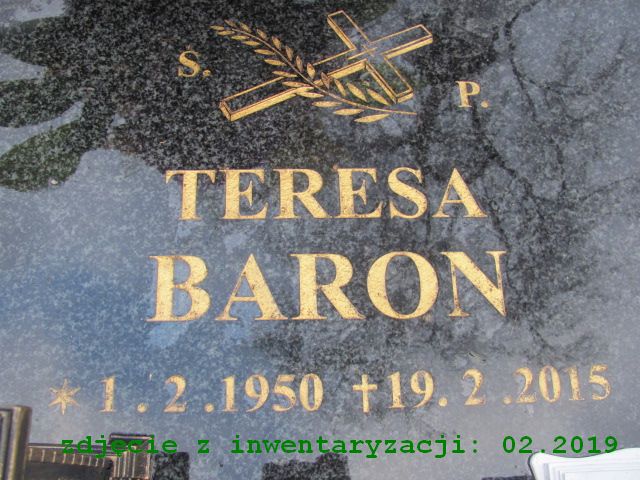 Ś. P.
TERESA
BARON
* 1.2.1950 †19.2.2015
zdjęcie z inwentaryzacji: 02.2019